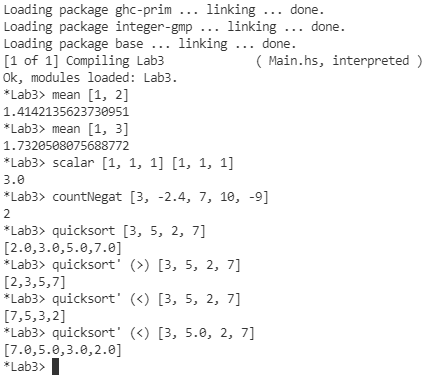 Loading package ghc-prim ... linking ... done.
Loading package integer-gmp ... linking ... done.
Loading package base ... linking ... done.
[1 of 1] Compiling Lab3             ( Main.hs, interpreted )
Ok, modules loaded: Lab3.
*Lab3> mean [1, 2]
1.4142135623730951
*Lab3> mean [1, 3]
1.7320508075688772
*Lab3> scalar [1, 1, 1] [1, 1, 1]
3.0
*Lab3> countNegat [3, -2.4, 7, 10, -9]
2
*Lab3> quicksort [3, 5, 2, 7]
[2.0,3.0,5.0,7.0]
*Lab3> quicksort' (>) [3, 5, 2, 7]
[2,3,5,7]
*Lab3> quicksort' (<) [3, 5, 2, 7]
[7,5,3,2]
*Lab3> quicksort' (<) [3, 5.0, 2, 7]
[7.0,5.0,3.0,2.0]
*Lab3>